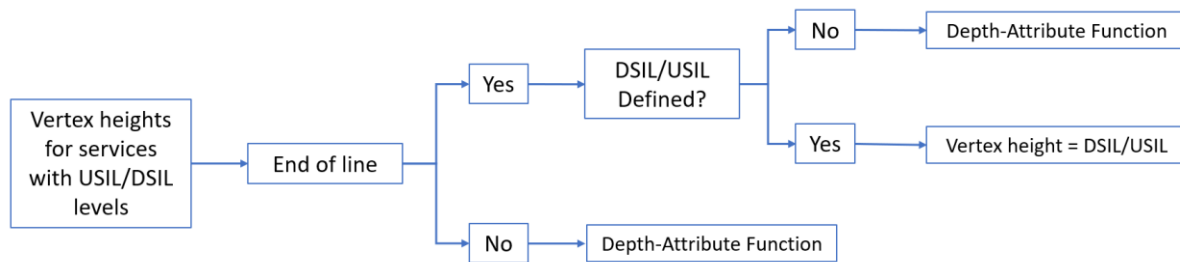 Vertex heights
for services
with USIL/DSIL
levels
End of line
Yes
DSIL/USIL
Defined?
No
Depth-Attribute Function
Yes
Vertex height = DSIL/USIL
No
Depth-Attribute Function